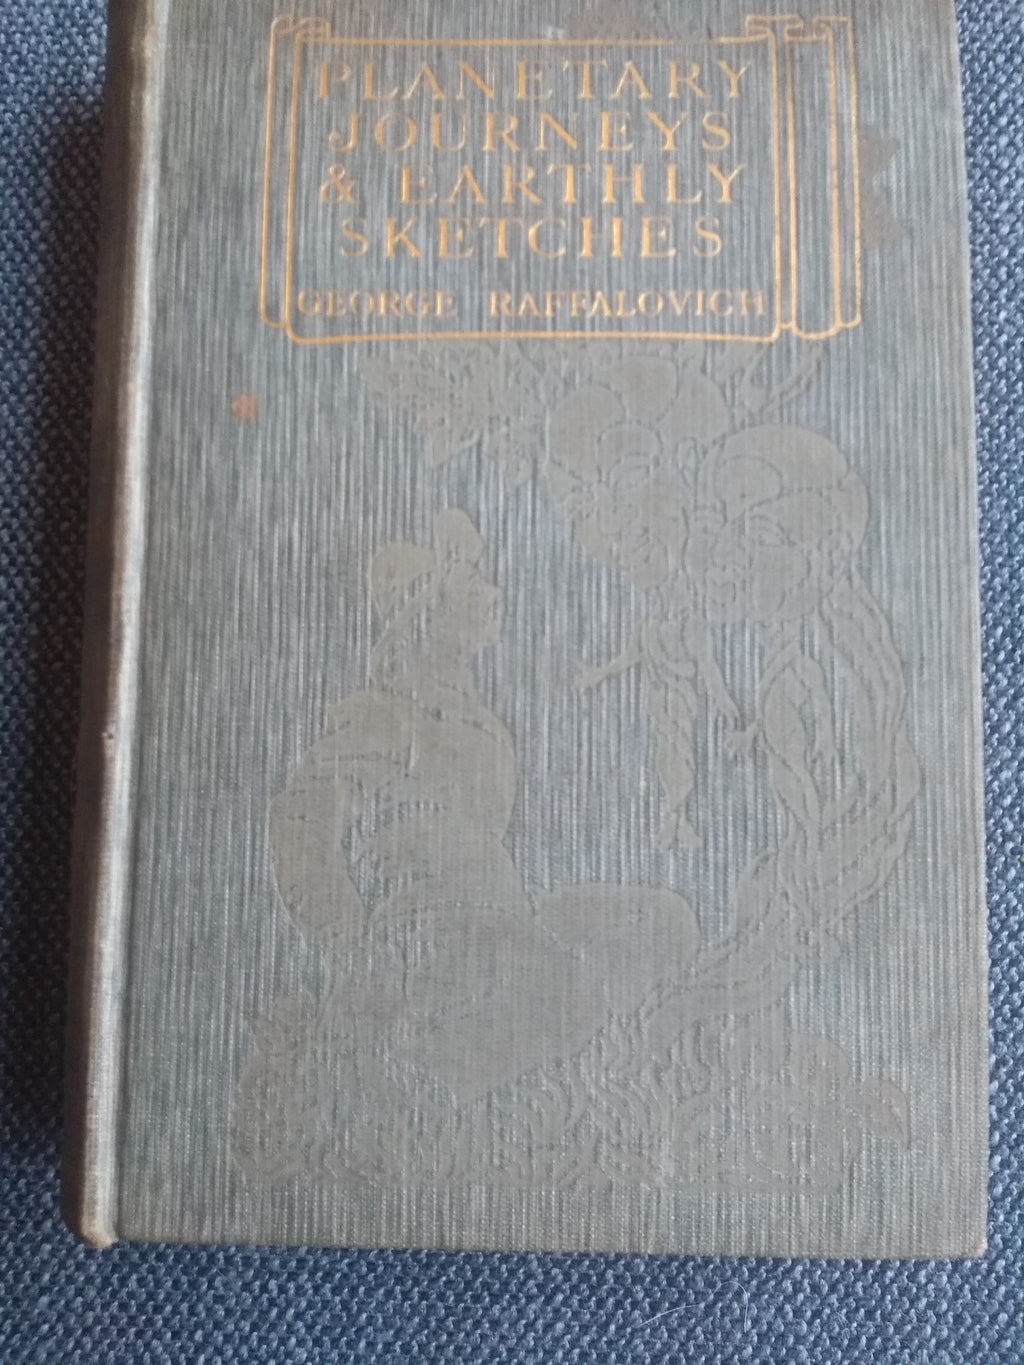 PLANETARY
JOURNEYS
& EARTHLY
SKETCHES
GEORGE RAFFALOVICH